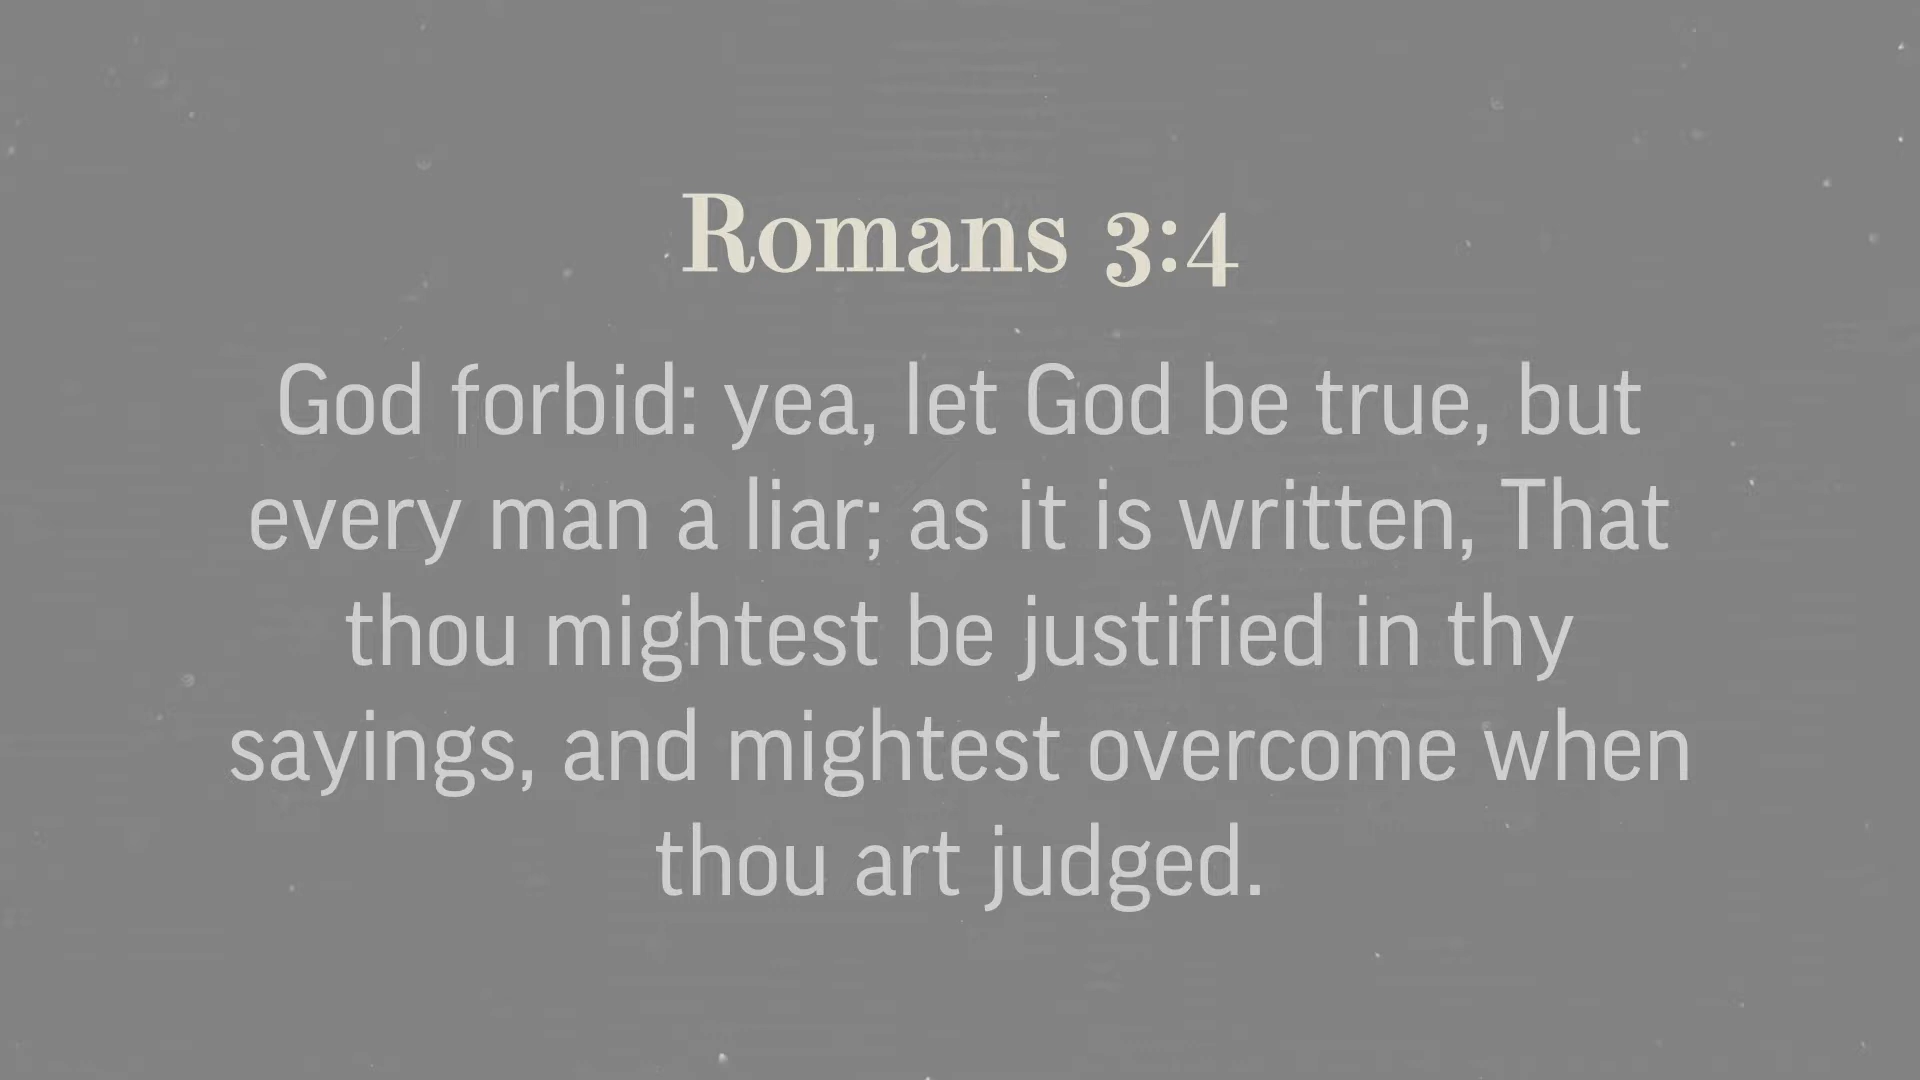 Romans 3:4
God forbid: yea, let God be true, but
every man a liar; as it is written, That
thou mightest be justified in thy
sayings, and mightest overcome when
thou art judged.